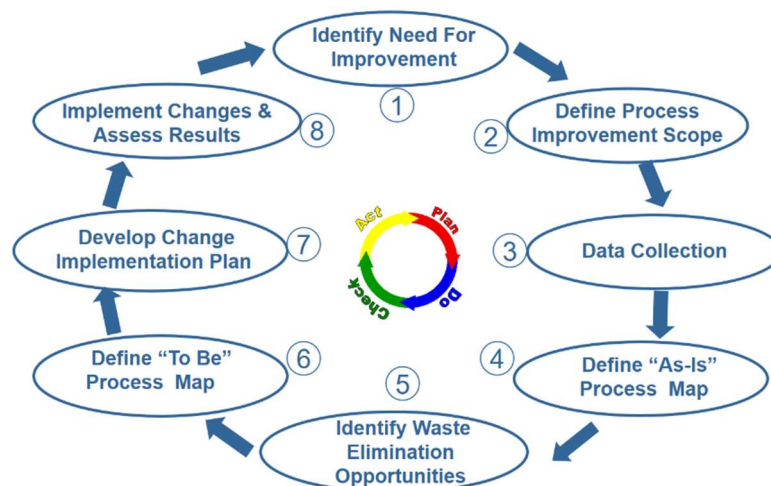 Identify Need For
Improvement
1
Define Process
Improvement Scope
2
Data Collection
3
Define “As-Is”
Process Map
4
Identify Waste
Elimination
Opportunities
5
Define “To Be”
Process Map
6
Develop Change
Implementation Plan
7
Implement Changes &
Assess Results
8
Plan
Do
Check
Act